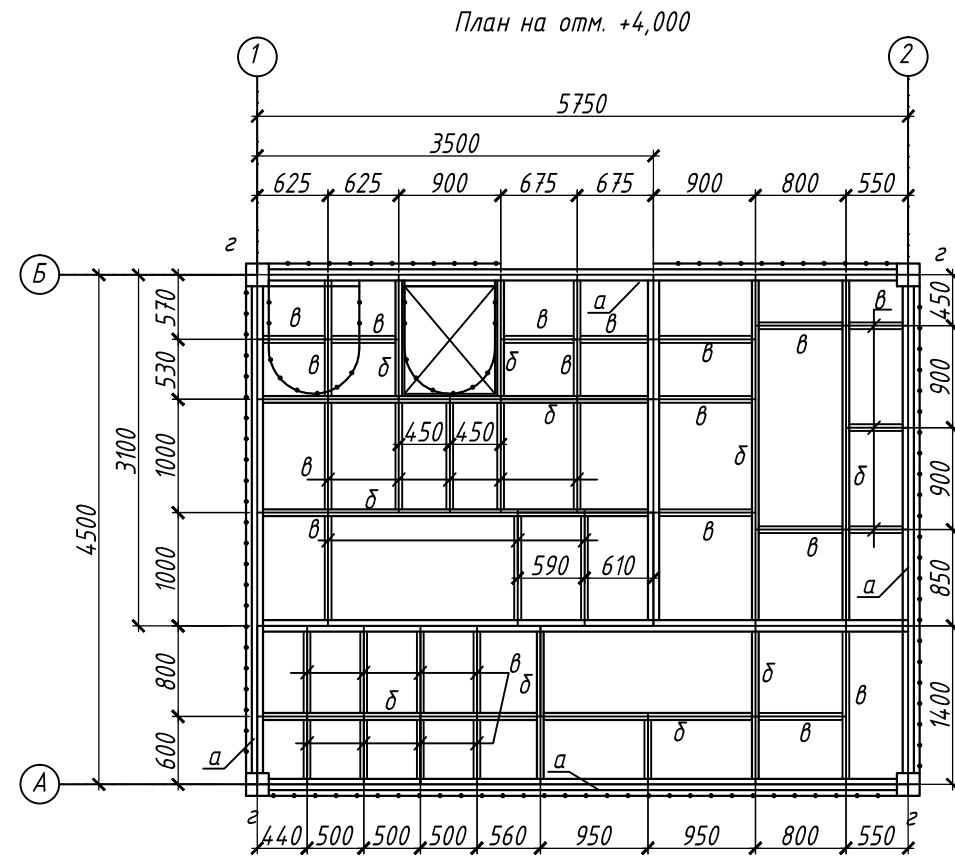 План на отм. +4,000
1 2
5750
3500
625 625 900 675 675 900 800 550
г г
Б
а в
570 450
в в в в
в в
в б б в
530 900
б в
450 450
3100 1000 б 900
в б б
4500
в в в
590 610
1000 850
а
800 в б б в 1400
б
600 б в
а а
А
г г
440 500 500 500 560 950 950 800 550